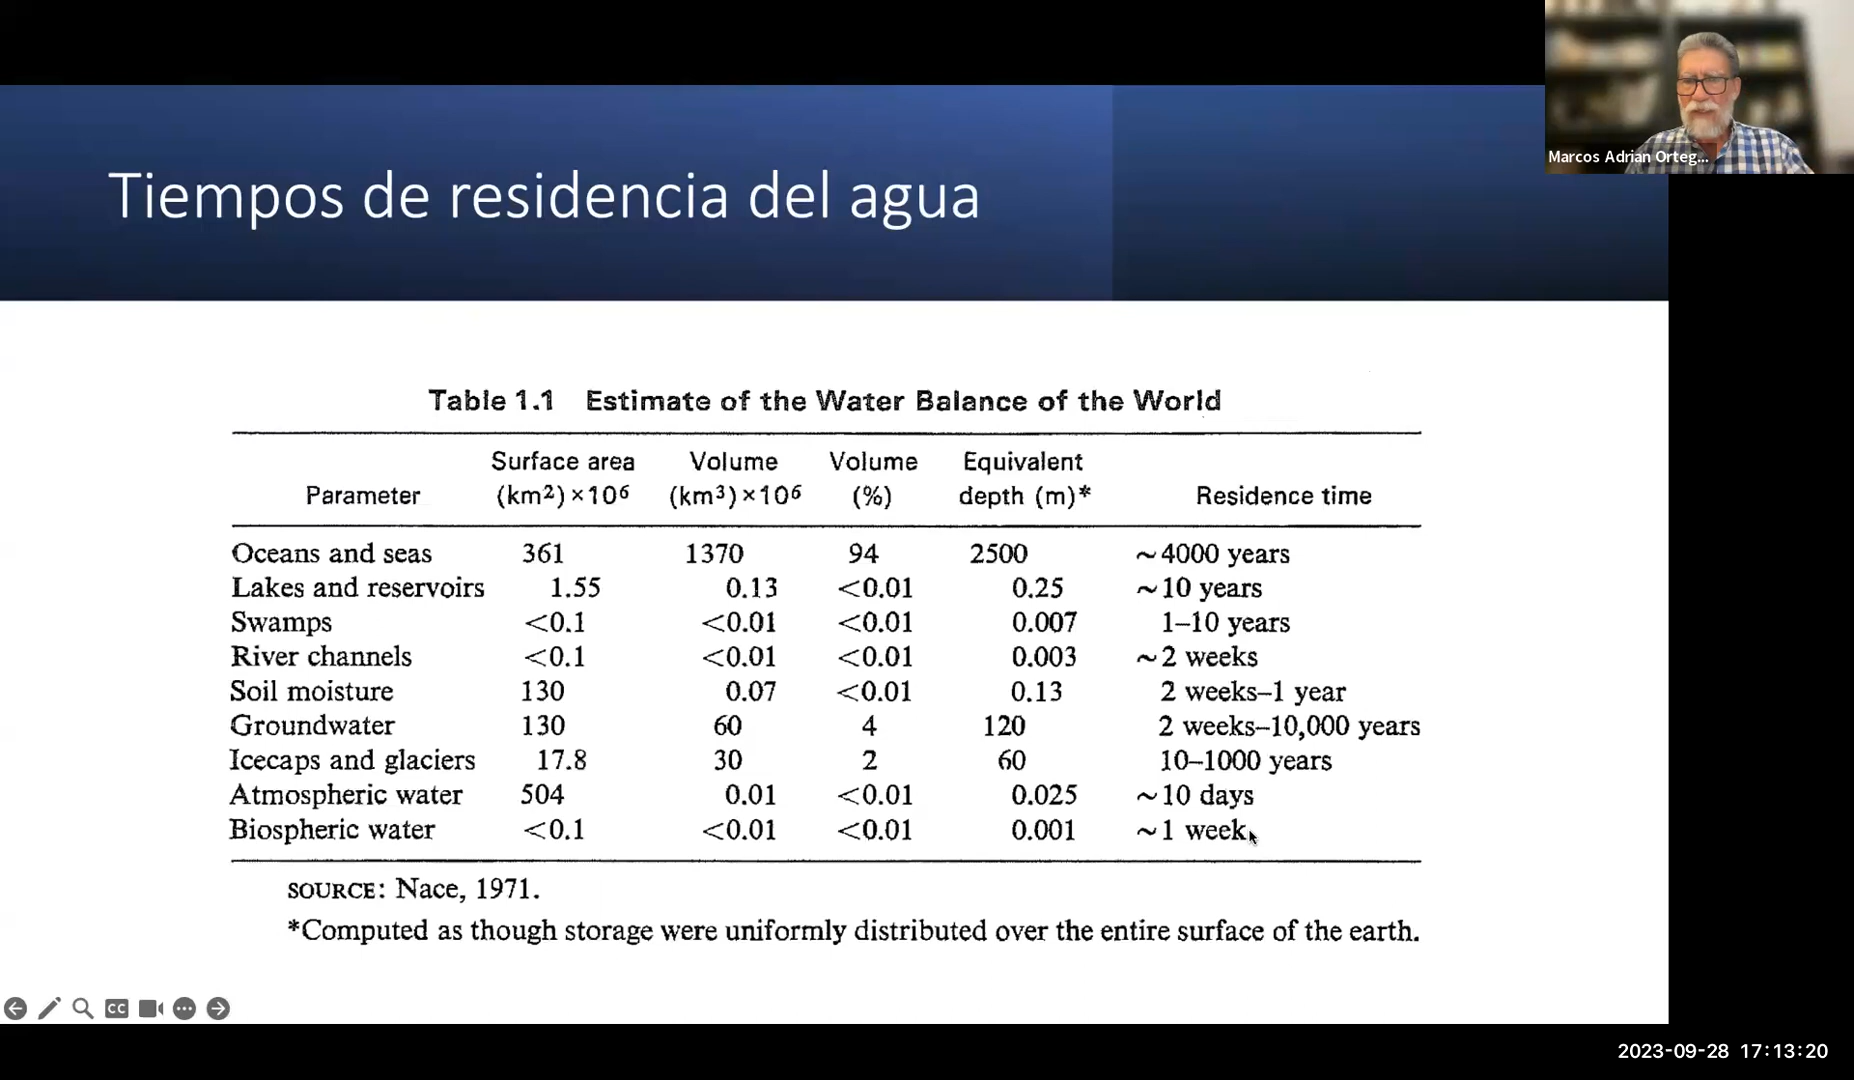 Marcos Adrian Orteg...
Tiempos de residencia del agua
Table 1.1 Estimate of the Water Balance of the World
Parameter Surface area (km²)×10⁶ Volume (km³)×10⁶ Volume (%) Equivalent depth (m)* Residence time
Oceans and seas 361 1370 94 2500 ~4000 years
Lakes and reservoirs 1.55 0.13 <0.01 0.25 ~10 years
Swamps <0.1 <0.01 <0.01 0.007 1–10 years
River channels <0.1 <0.01 <0.01 0.003 ~2 weeks
Soil moisture 130 0.07 <0.01 0.13 2 weeks–1 year
Groundwater 130 60 4 120 2 weeks–10,000 years
Icecaps and glaciers 17.8 30 2 60 10–1000 years
Atmospheric water 504 0.01 <0.01 0.025 ~10 days
Biospheric water <0.1 <0.01 <0.01 0.001 ~1 week
SOURCE: Nace, 1971.
*Computed as though storage were uniformly distributed over the entire surface of the earth.
CC
2023-09-28 17:13:20